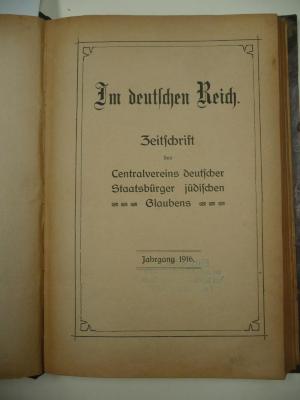 Im deutschen Reich.
Zeitschrift
des
Centralvereins deutscher
Staatsbürger jüdischen
Glaubens
Jahrgang 1916.